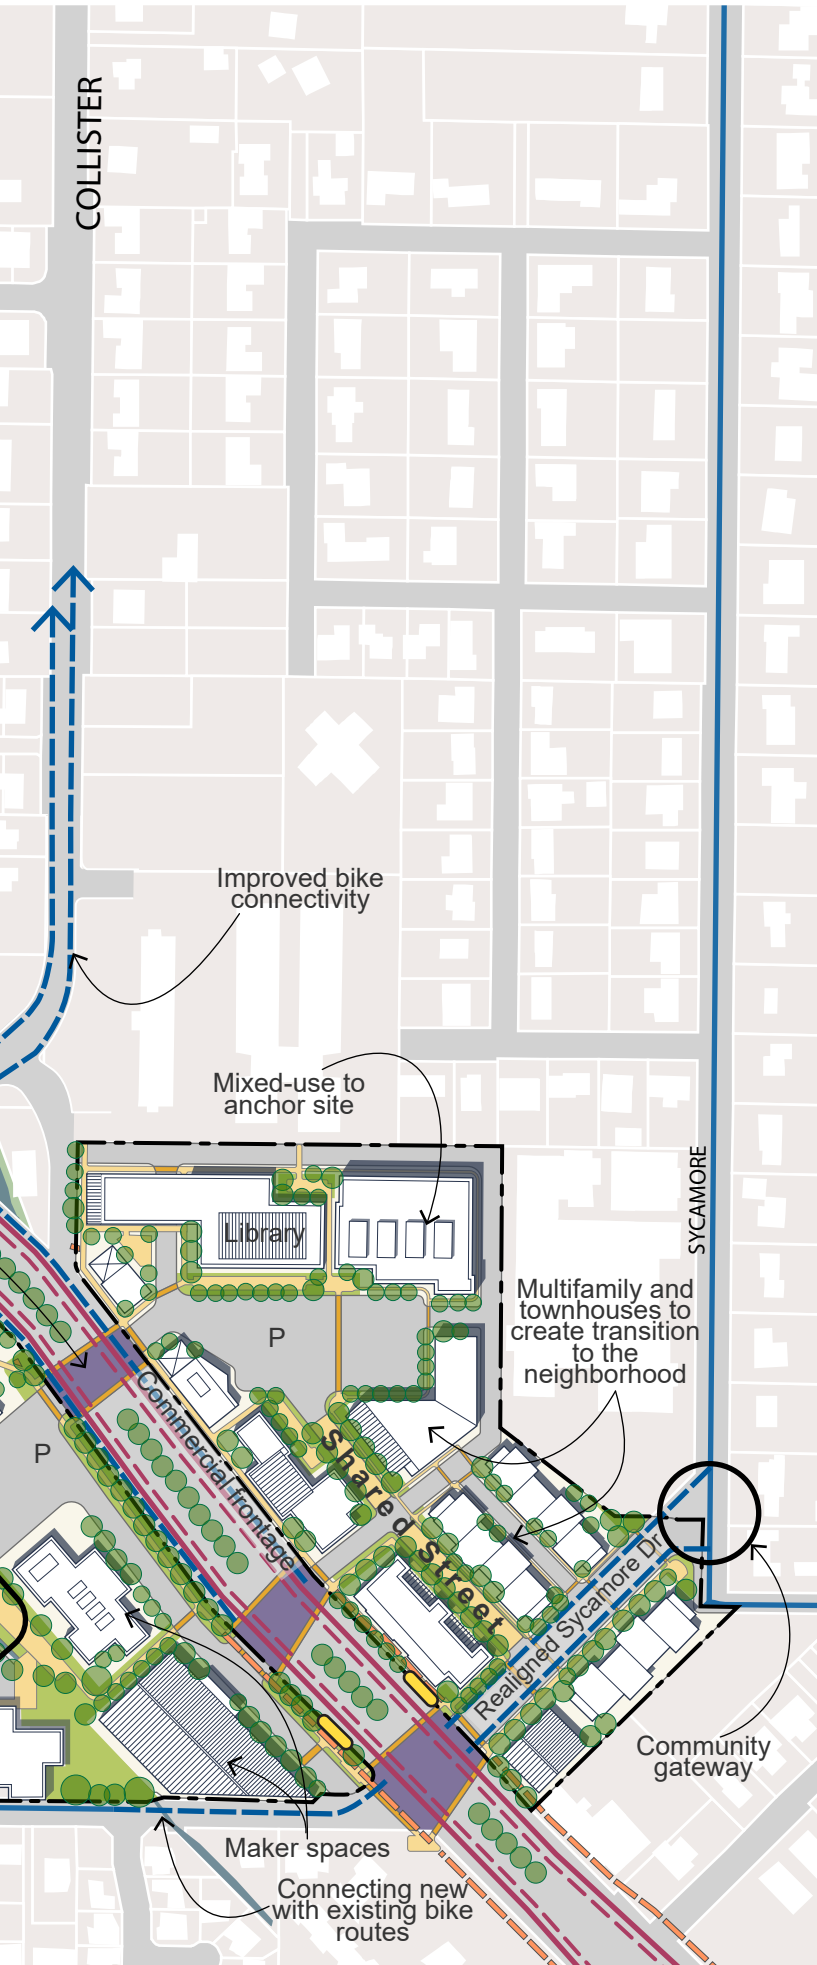 COLLISTER
Improved bike
connectivity
Mixed-use to
anchor site
SYCAMORE
Library
Multifamily and
townhouses to
create transition
to the
neighborhood
P
Commercial frontage
P
Shared Street
Realigned Sycamore Dr
Community
gateway
Maker spaces
Connecting new
with existing bike
routes